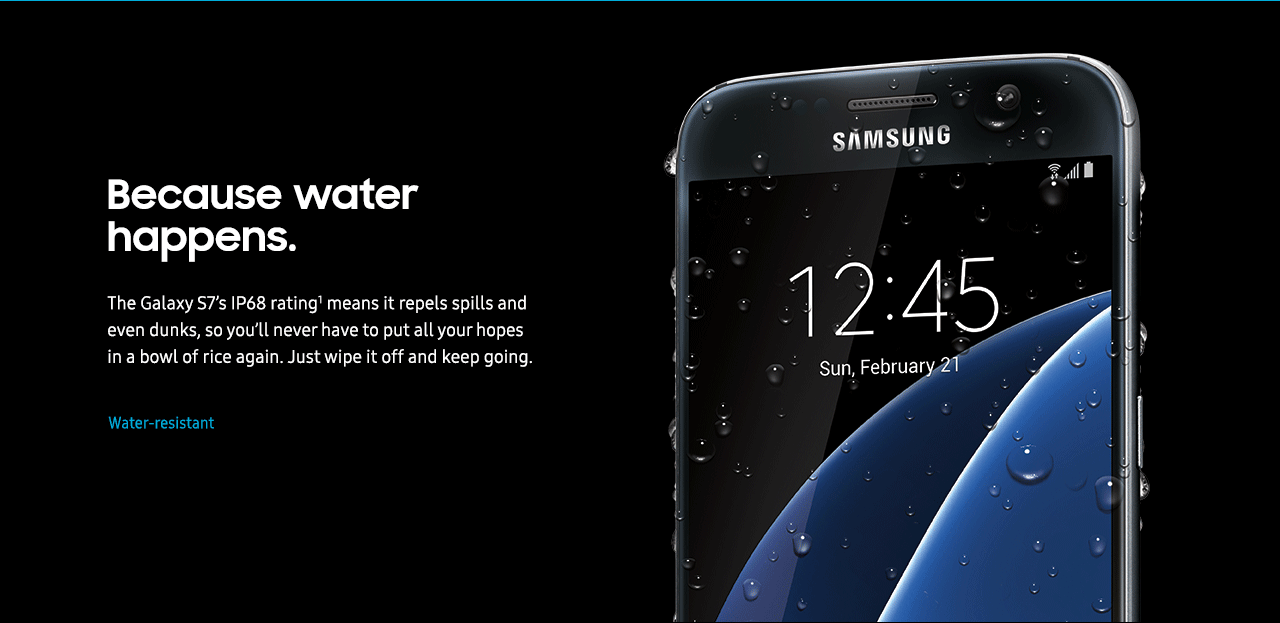 Because water
happens.
The Galaxy S7's IP68 rating¹ means it repels spills and
even dunks, so you'll never have to put all your hopes
in a bowl of rice again. Just wipe it off and keep going.
Water-resistant
SAMSUNG
12:45
Sun, February 21